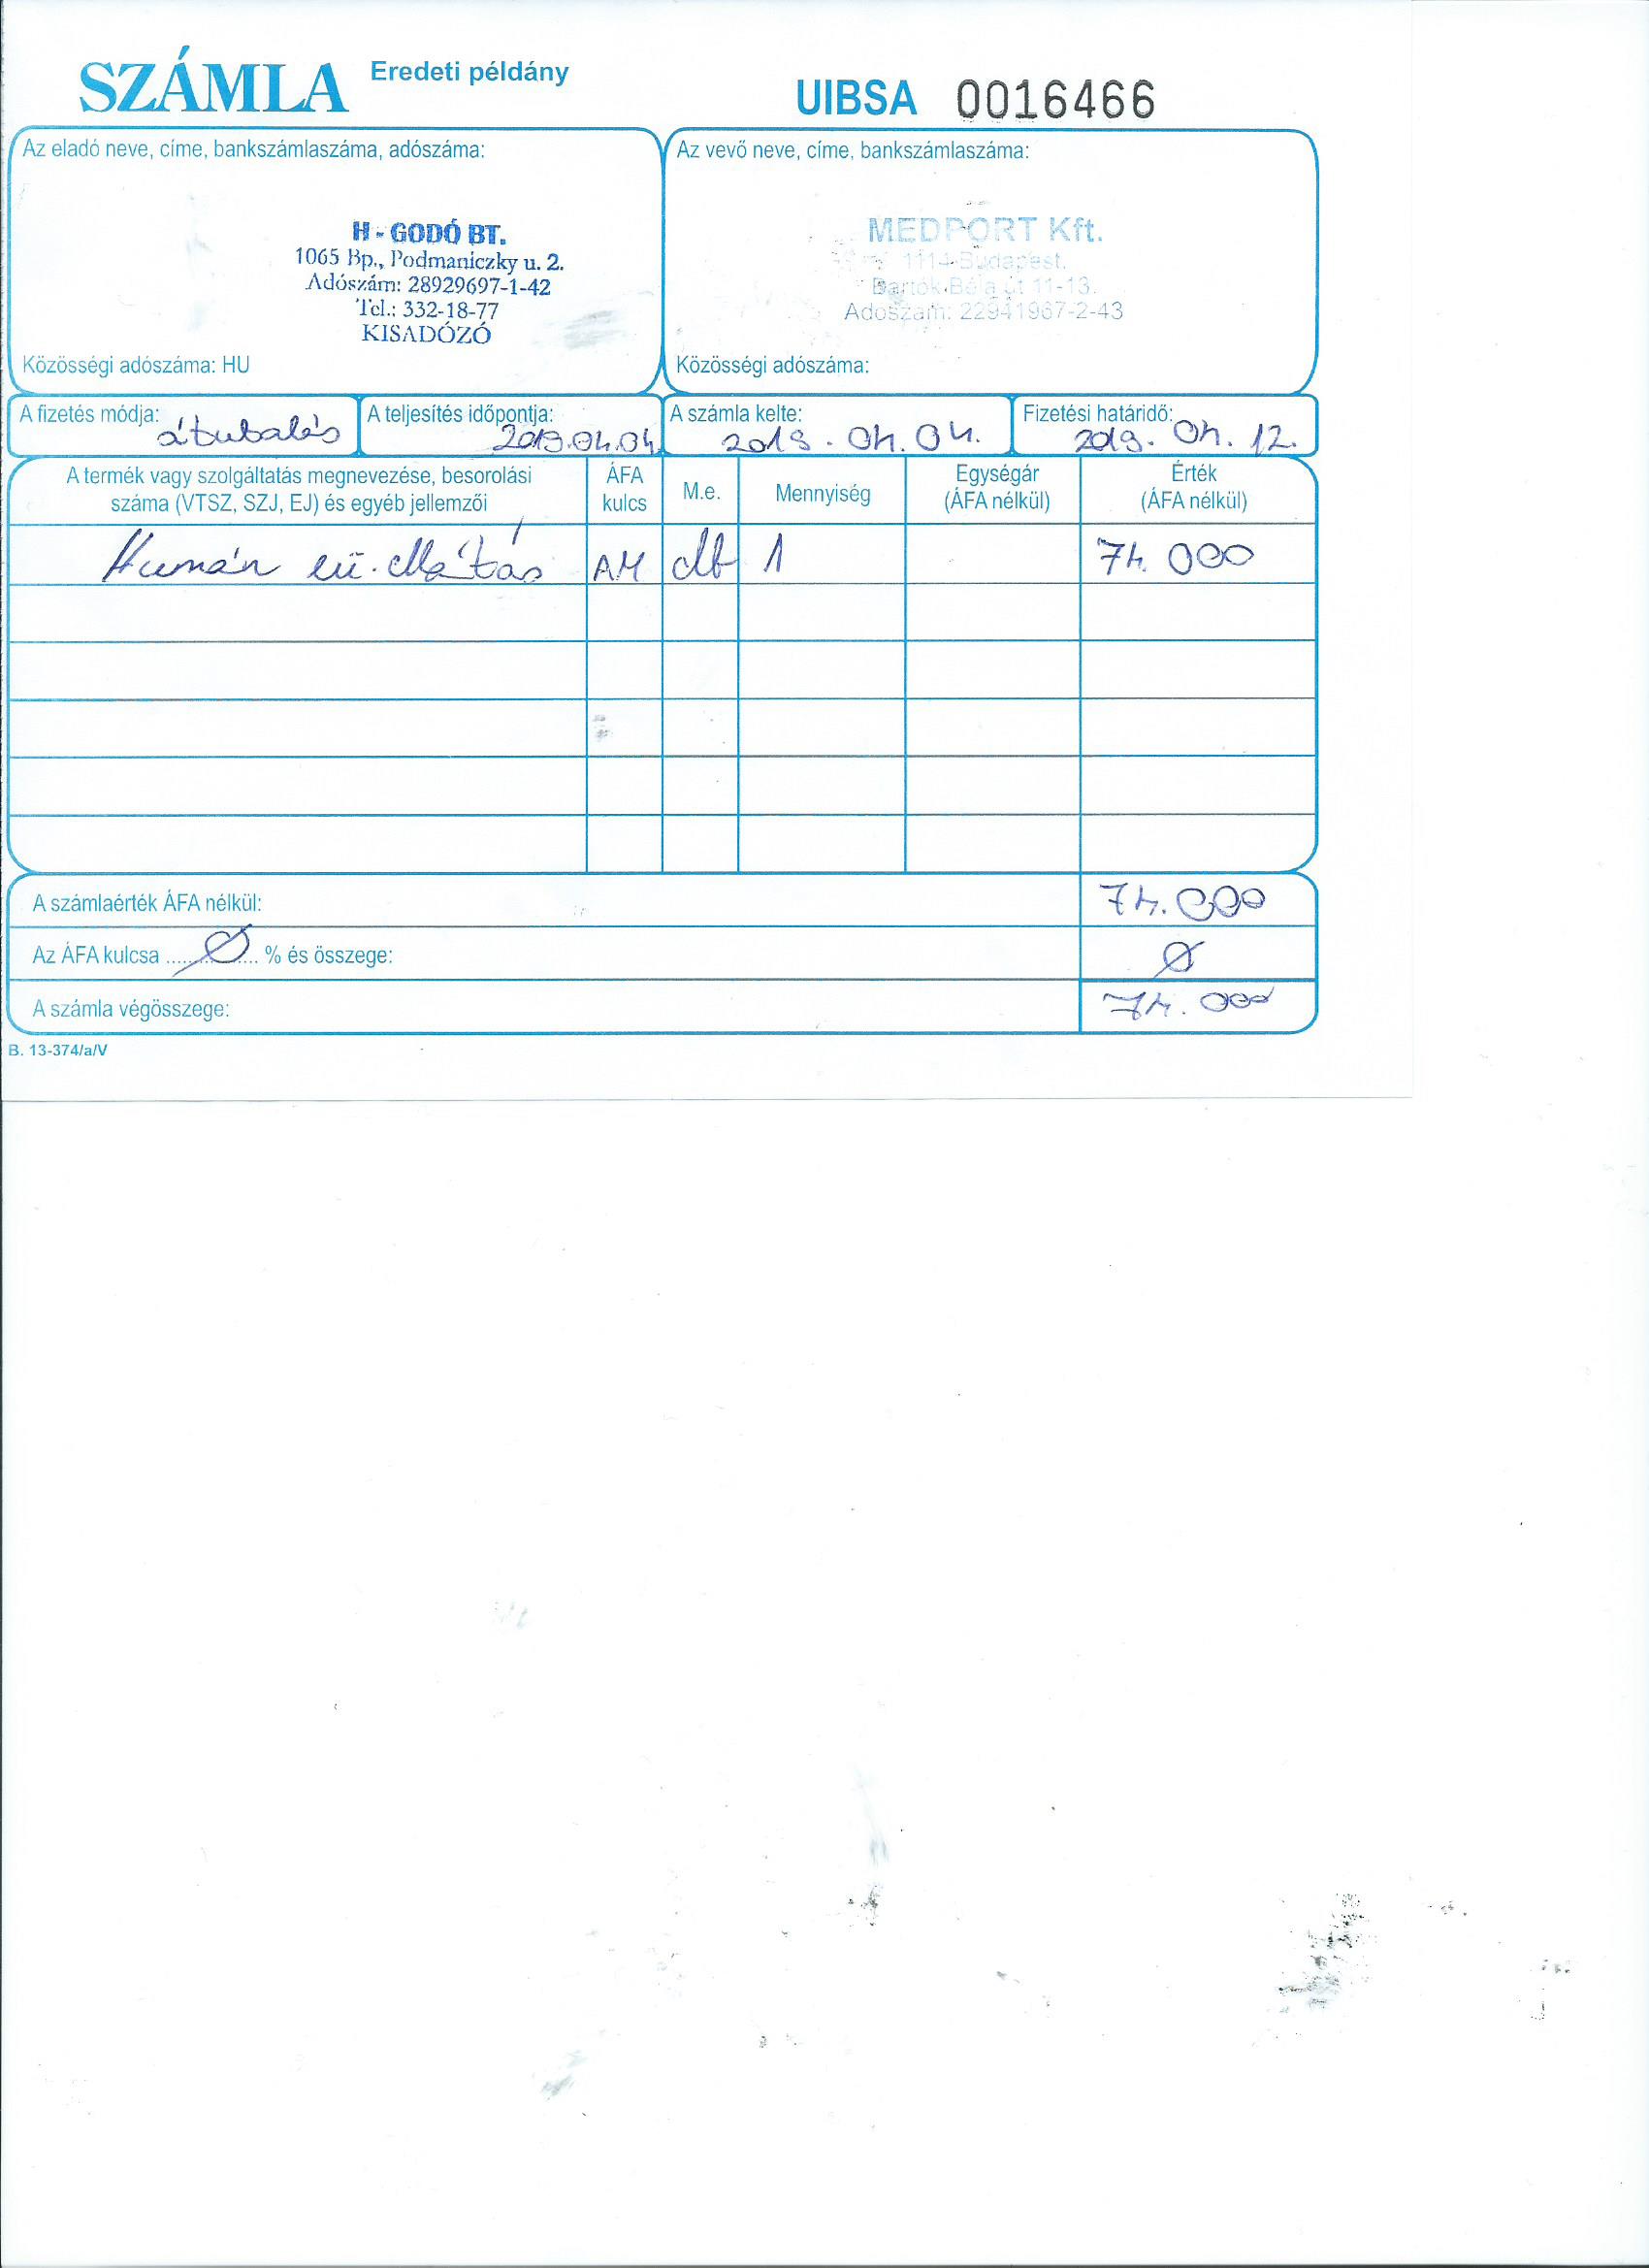 SZÁMLA Eredeti példány
UIBSA 0016466
Az eladó neve, címe, bankszámlaszáma, adószáma:
H - GODÓ BT.
1065 Bp., Podmaniczky u. 2.
Adószám: 28929697-1-42
Tel.: 332-18-77
KISADÓZÓ
Közösségi adószáma: HU
Az vevő neve, címe, bankszámlaszáma:
MEDPORT Kft.
1114 Budapest,
Bartók Béla út 11-13.
Adószám: 22941967-2-43
Közösségi adószáma:
A fizetés módja: átutalás
A teljesítés időpontja: 2019.04.04
A számla kelte: 2019. 04. 04.
Fizetési határidő: 2019. 04. 12.
A termék vagy szolgáltatás megnevezése, besorolási száma (VTSZ, SZJ, EJ) és egyéb jellemzői
ÁFA kulcs
M.e.
Mennyiség
Egységár (ÁFA nélkül)
Érték (ÁFA nélkül)
Humán eü. ellátás AM db 1 74.000
A számlaérték ÁFA nélkül: 74.000
Az ÁFA kulcsa ..... Ø ..... % és összege: Ø
A számla végösszege: 74.000
B. 13-374/a/V